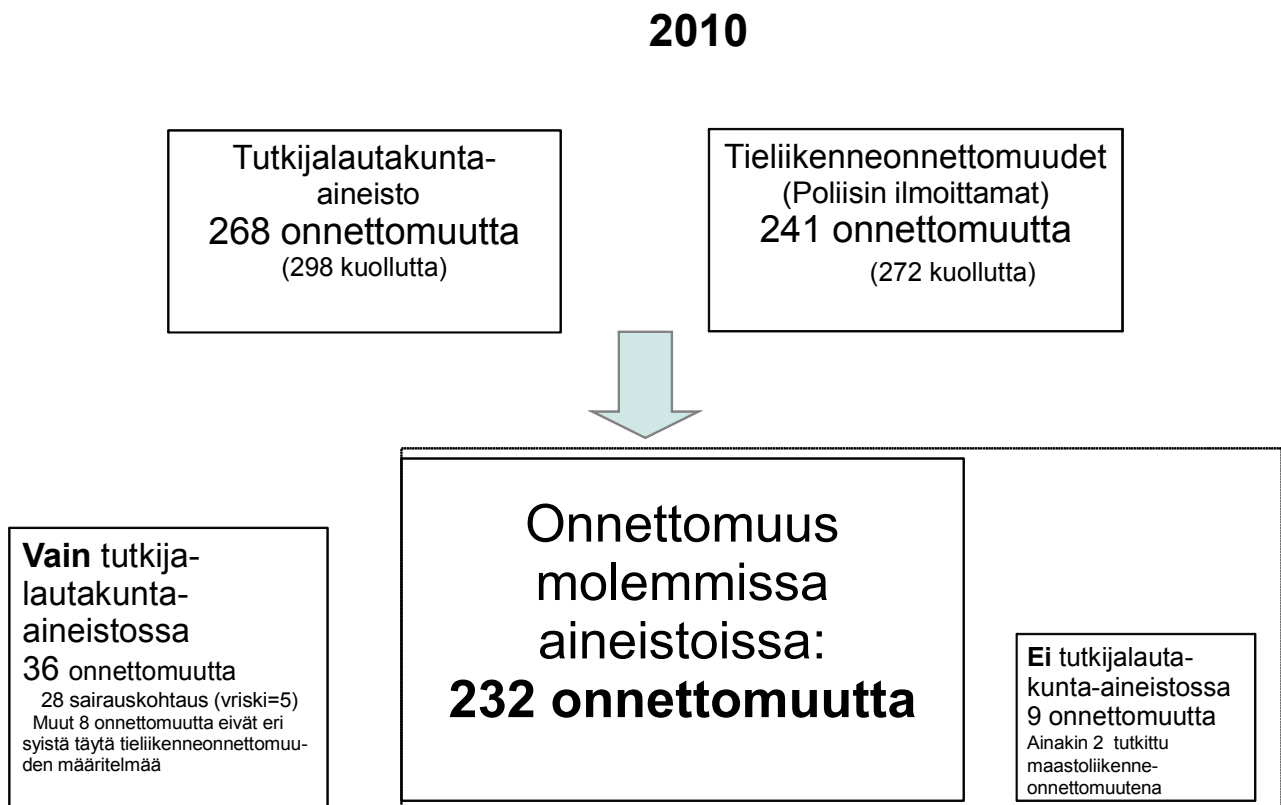 2010
Tutkijalautakunta-
aineisto
268 onnettomuutta
(298 kuollutta)
Tieliikenneonnettomuudet
(Poliisin ilmoittamat)
241 onnettomuutta
(272 kuollutta)
Vain tutkija-
lautakunta-
aineistossa
36 onnettomuutta
28 sairauskohtaus (vriski=5)
Muut 8 onnettomuutta eivät eri
syistä täytä tieliikenneonnettomuu-
den määritelmää
Onnettomuus
molemmissa
aineistoissa:
232 onnettomuutta
Ei tutkijalauta-
kunta-aineistossa
9 onnettomuutta
Ainakin 2 tutkittu
maastoliikenne-
onnettomuutena